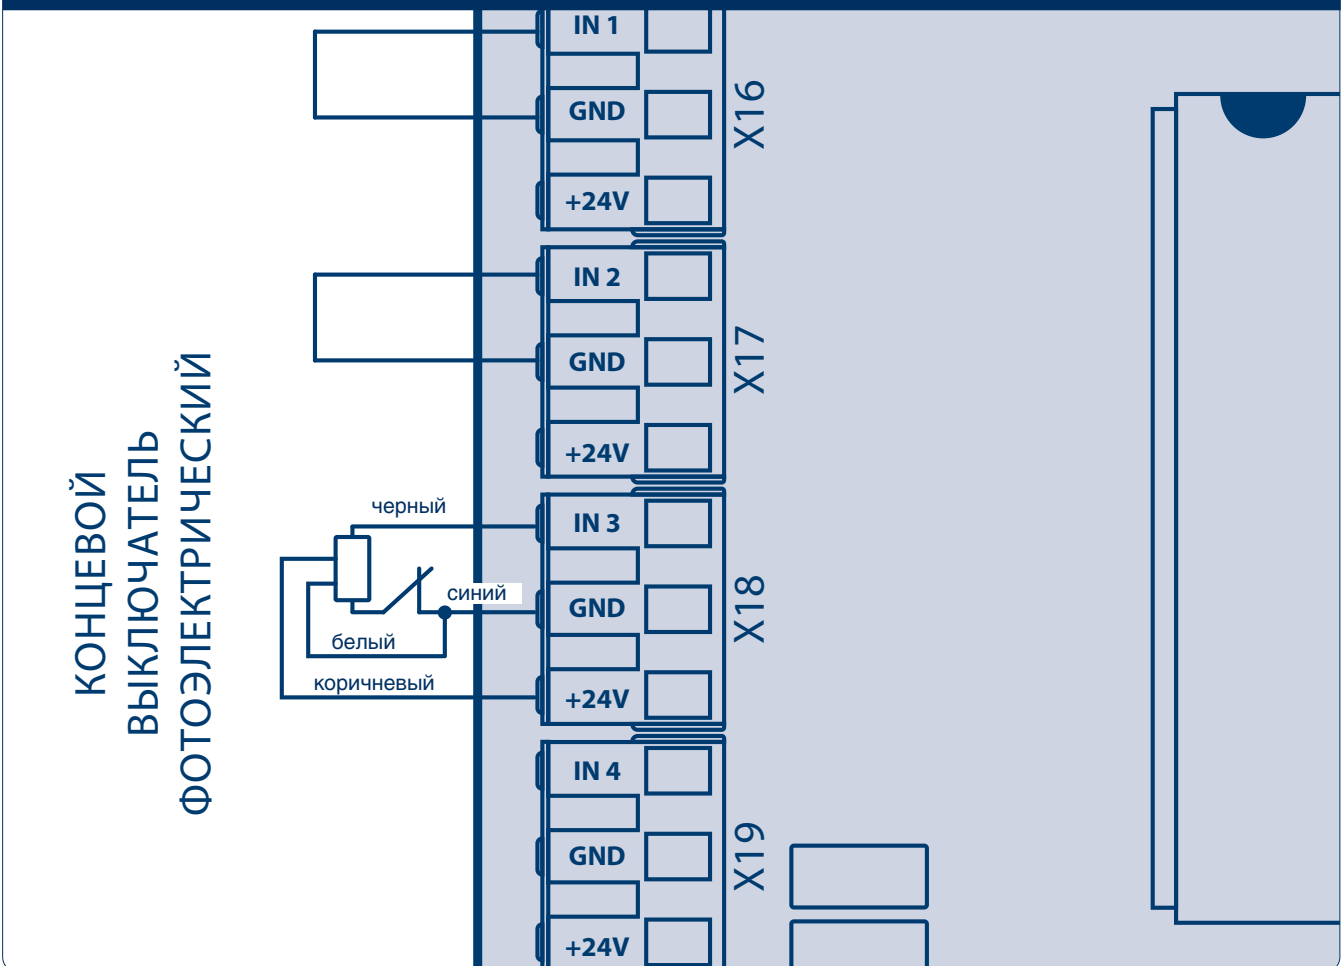 IN 1
GND
+24V
X16
IN 2
GND
+24V
X17
КОНЦЕВОЙ
ВЫКЛЮЧАТЕЛЬ
ФОТОЭЛЕКТРИЧЕСКИЙ
черный
синий
белый
коричневый
IN 3
GND
+24V
X18
IN 4
GND
+24V
X19